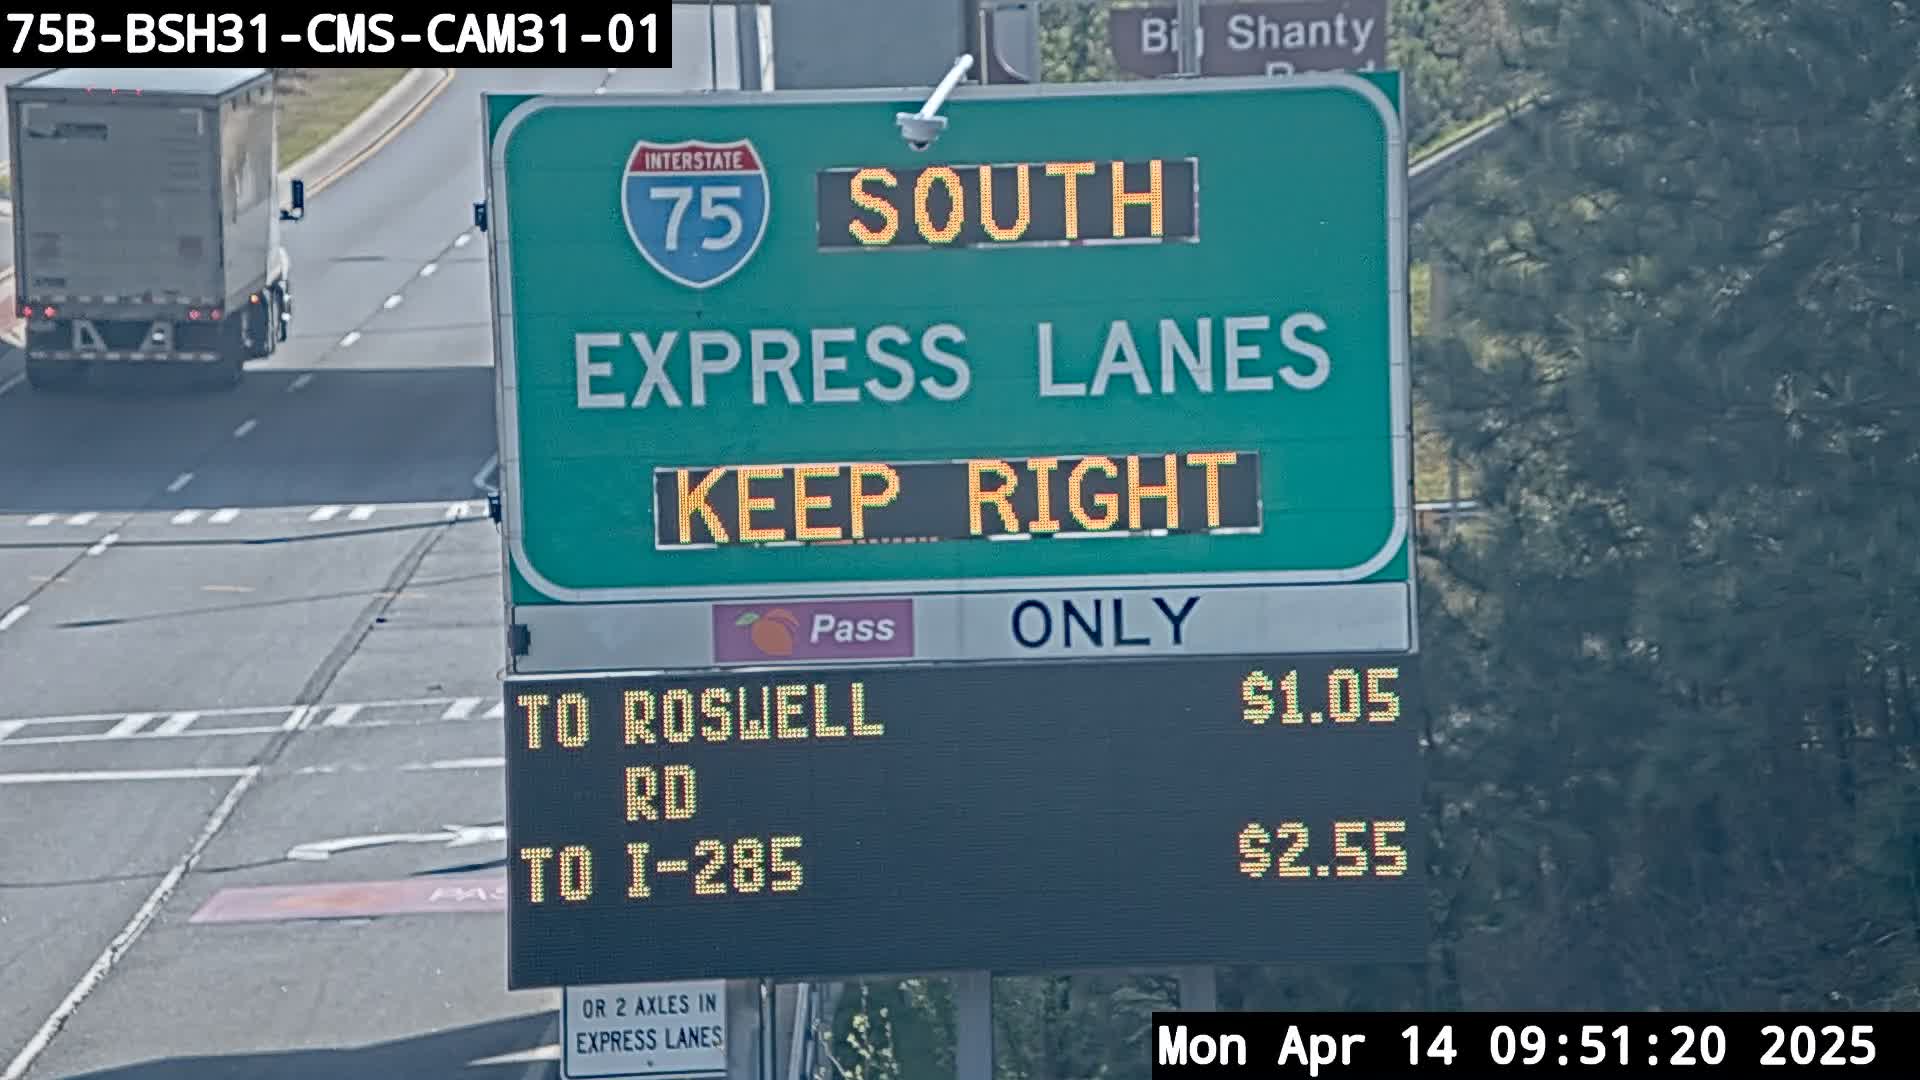 75B-BSH31-CMS-CAM31-01
Big Shanty
Road
INTERSTATE
75
SOUTH
EXPRESS LANES
KEEP RIGHT
Pass ONLY
TO ROSWELL $1.05
RD
TO I-285 $2.55
PAS
OR 2 AXLES IN
EXPRESS LANES
Mon Apr 14 09:51:20 2025